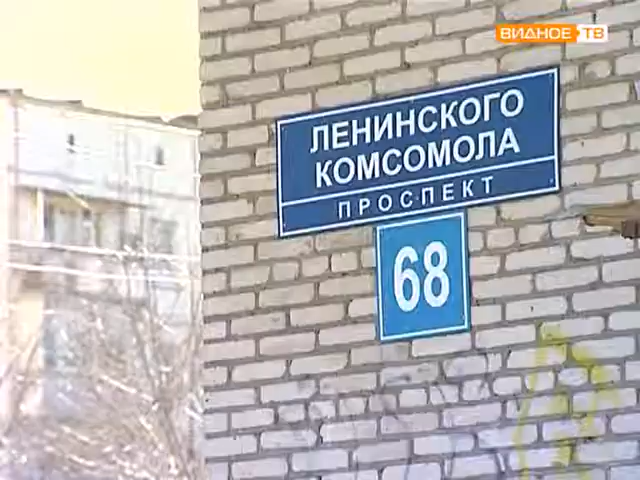 ВИДНОЕ ТВ
ЛЕНИНСКОГО
КОМСОМОЛА
ПРОСПЕКТ
68